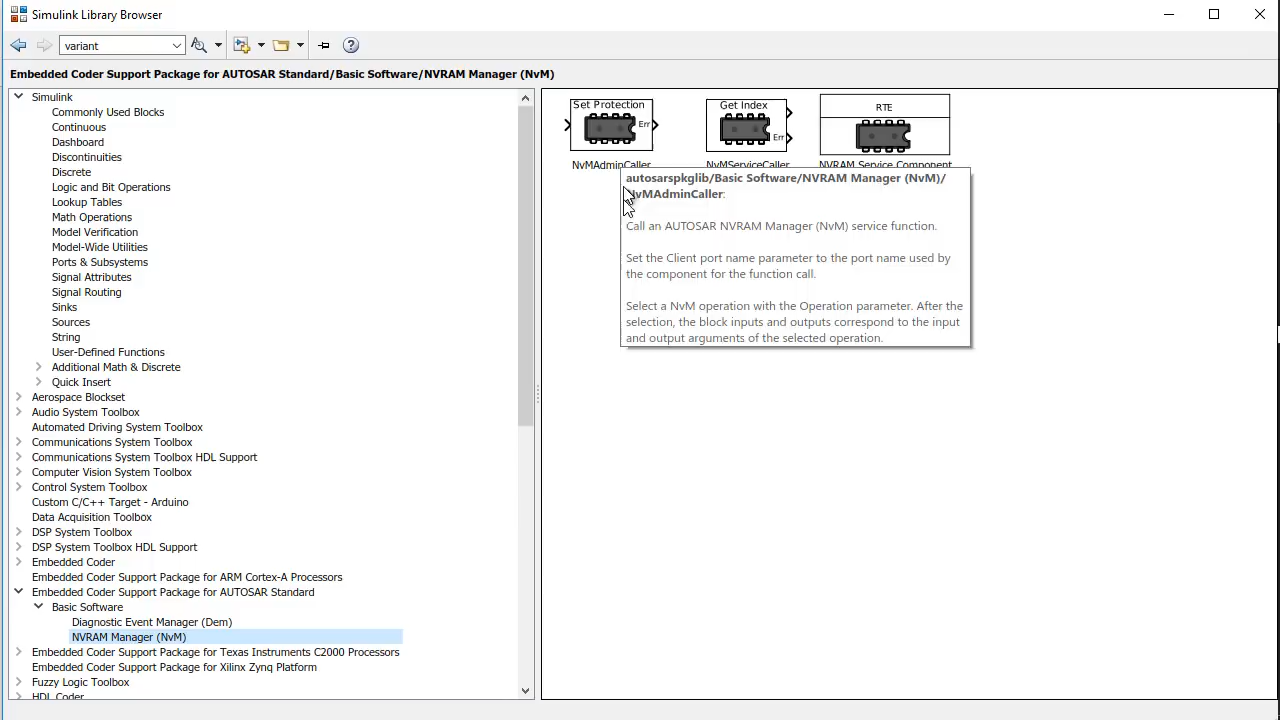 Simulink Library Browser
variant
Embedded Coder Support Package for AUTOSAR Standard/Basic Software/NVRAM Manager (NvM)
Simulink
Commonly Used Blocks
Continuous
Dashboard
Discontinuities
Discrete
Logic and Bit Operations
Lookup Tables
Math Operations
Model Verification
Model-Wide Utilities
Ports & Subsystems
Signal Attributes
Signal Routing
Sinks
Sources
String
User-Defined Functions
Additional Math & Discrete
Quick Insert
Aerospace Blockset
Audio System Toolbox
Automated Driving System Toolbox
Communications System Toolbox
Communications System Toolbox HDL Support
Computer Vision System Toolbox
Control System Toolbox
Custom C/C++ Target - Arduino
Data Acquisition Toolbox
DSP System Toolbox
DSP System Toolbox HDL Support
Embedded Coder
Embedded Coder Support Package for ARM Cortex-A Processors
Embedded Coder Support Package for AUTOSAR Standard
Basic Software
Diagnostic Event Manager (Dem)
NVRAM Manager (NvM)
Embedded Coder Support Package for Texas Instruments C2000 Processors
Embedded Coder Support Package for Xilinx Zynq Platform
Fuzzy Logic Toolbox
HDL Coder
Set Protection
Err
NvMAdminCaller
Get Index
Err
NvMServiceCaller
RTE
NVRAM Service Component
autosarspkglib/Basic Software/NVRAM Manager (NvM)/
NvMAdminCaller:
Call an AUTOSAR NVRAM Manager (NvM) service function.
Set the Client port name parameter to the port name used by
the component for the function call.
Select a NvM operation with the Operation parameter. After the
selection, the block inputs and outputs correspond to the input
and output arguments of the selected operation.